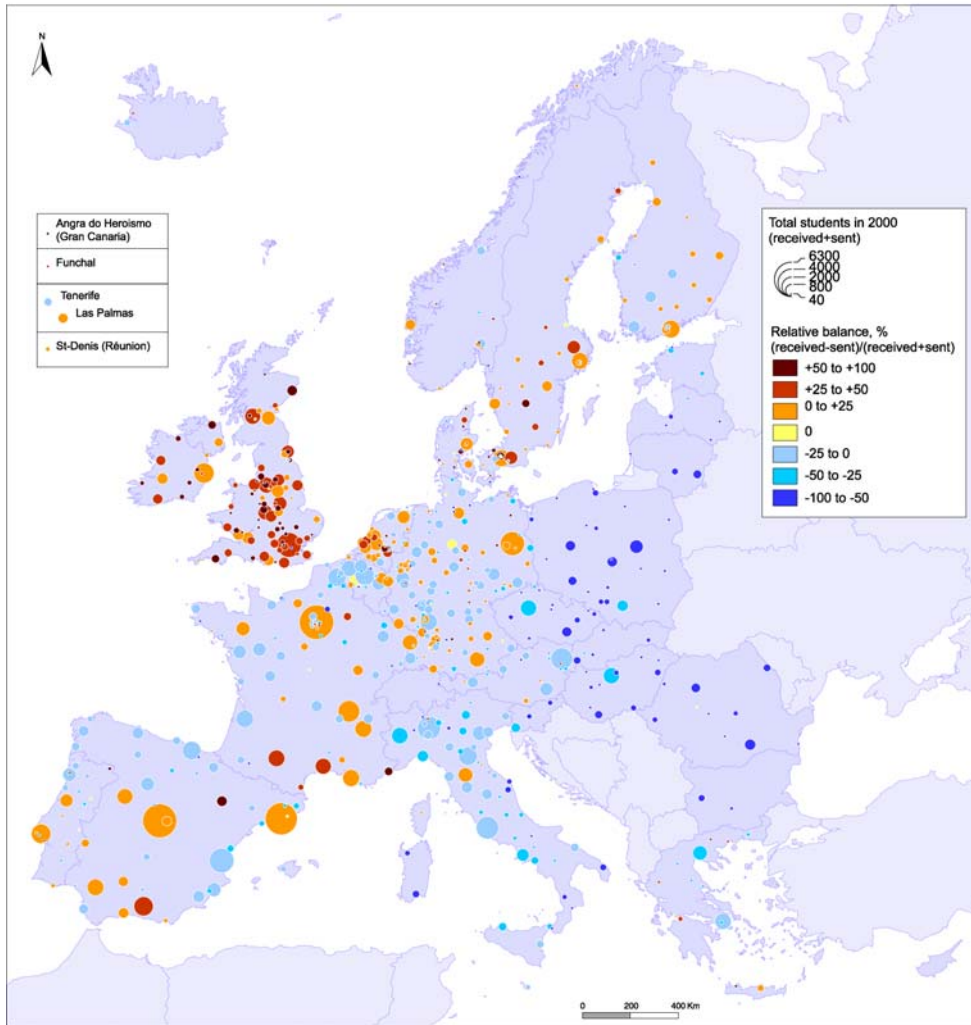 N
Angra do Heroismo
(Gran Canaria)
Funchal
Tenerife
Las Palmas
St-Denis (Réunion)
Total students in 2000
(received+sent)
6300
4000
2000
800
40
Relative balance, %
(received-sent)/(received+sent)
+50 to +100
+25 to +50
0 to +25
0
-25 to 0
-50 to -25
-100 to -50
0 200 400 Km